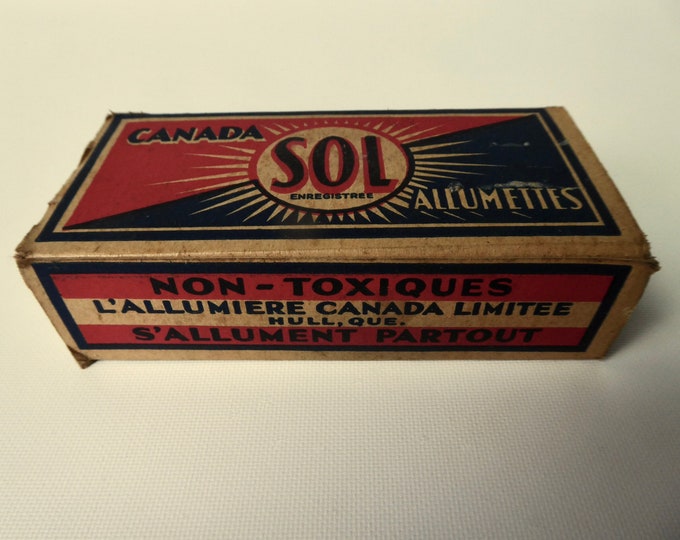 CANADA
SOL
ENREGISTREE
ALLUMETTES
NON-TOXIQUES
L'ALLUMIERE CANADA LIMITEE
HULL, QUE.
S'ALLUMENT PARTOUT